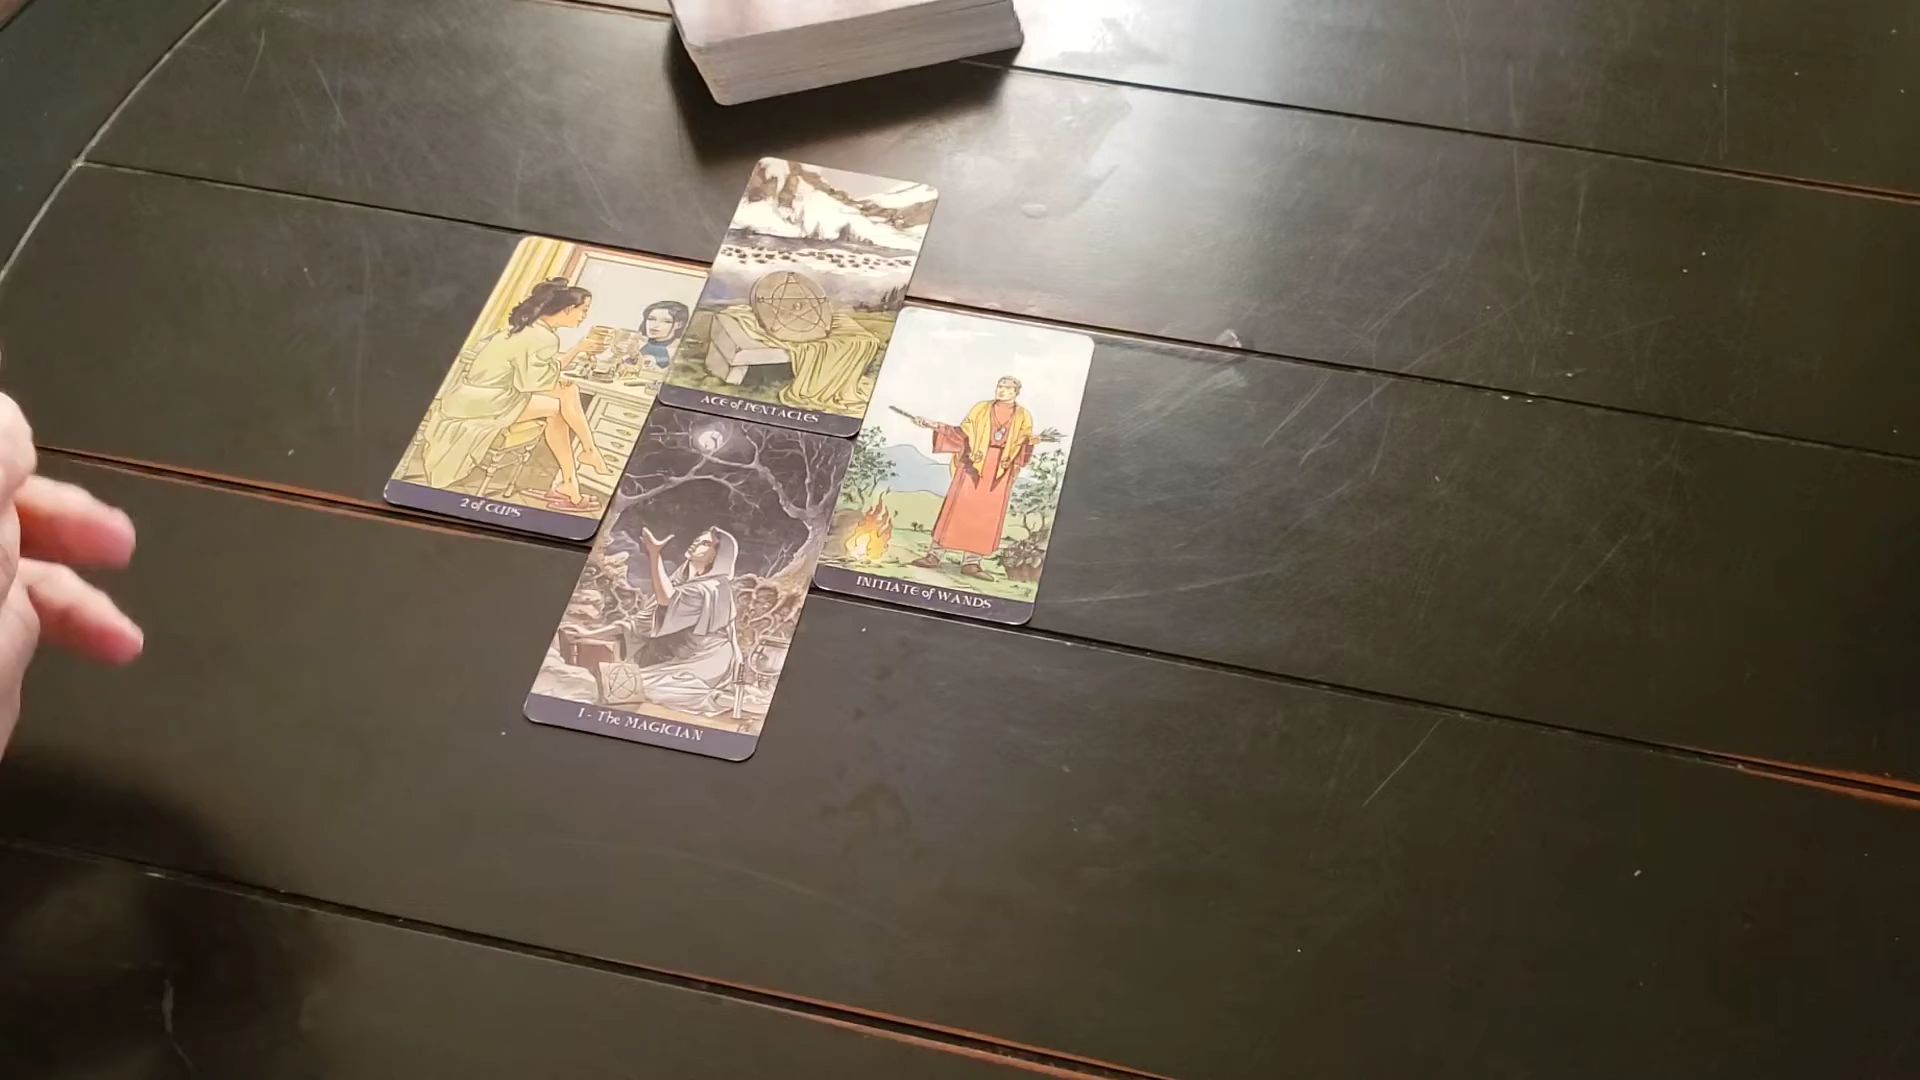 ACE of PENTACLES
2 of CUPS
INITIATE of WANDS
I - The MAGICIAN